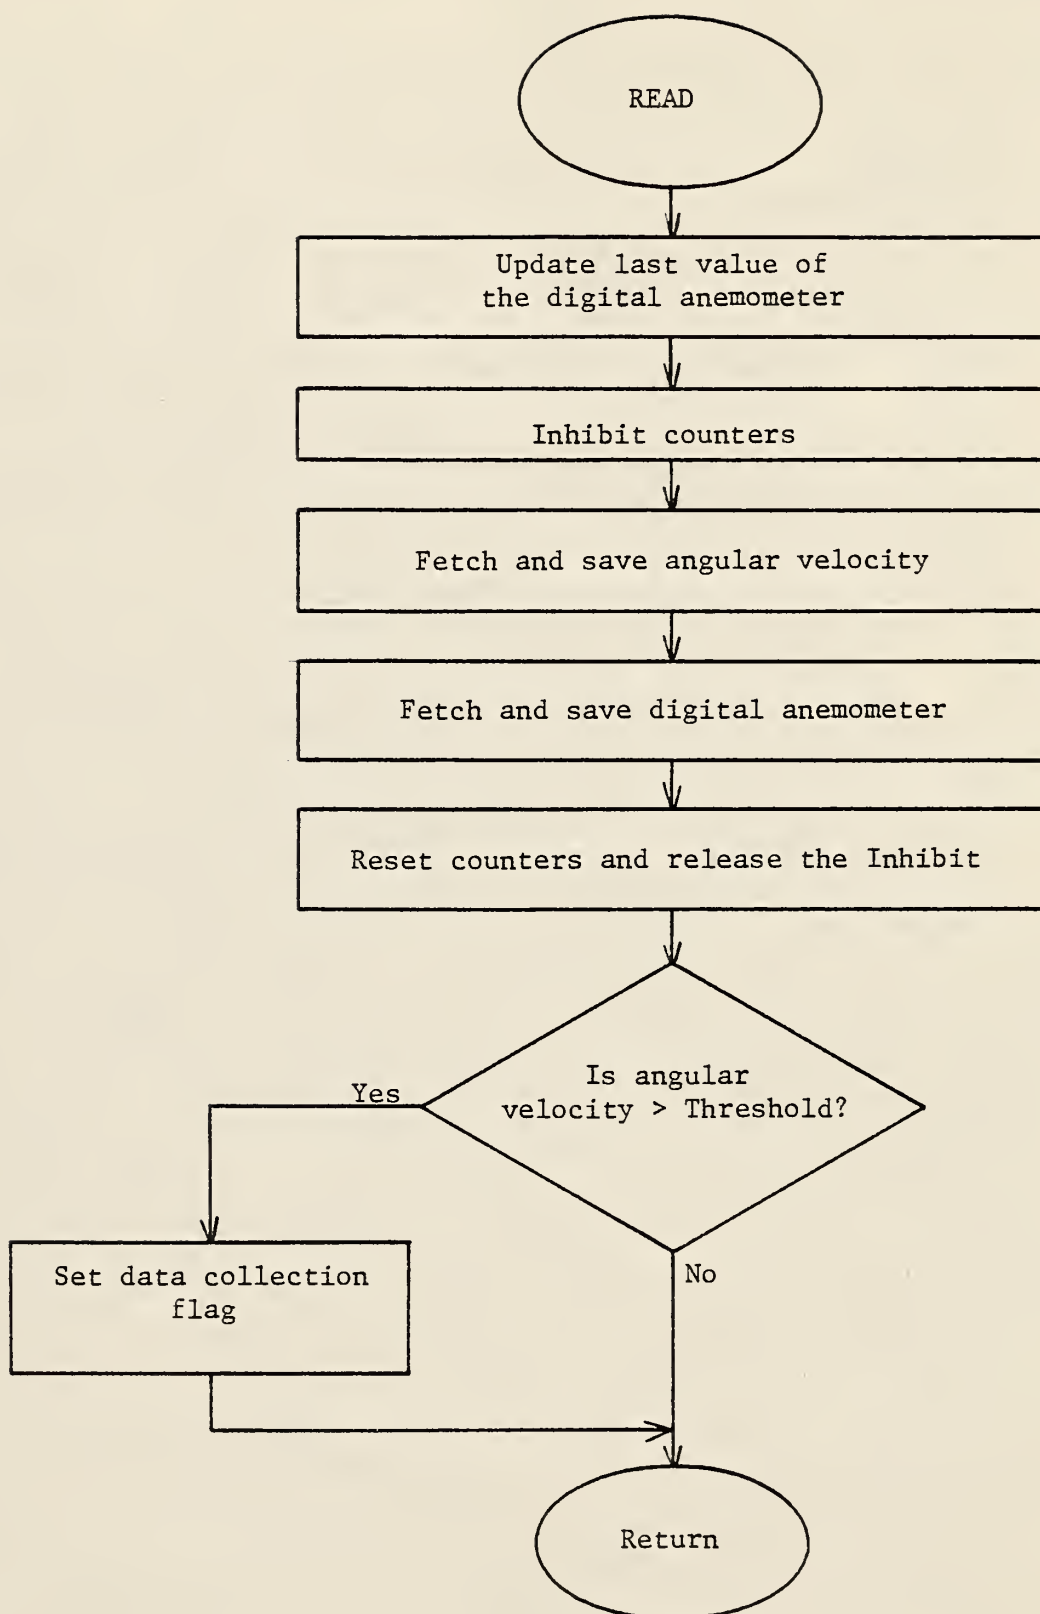 READ
Update last value of
the digital anemometer
Inhibit counters
Fetch and save angular velocity
Fetch and save digital anemometer
Reset counters and release the Inhibit
Is angular
velocity > Threshold?
Yes
No
Set data collection
flag
Return